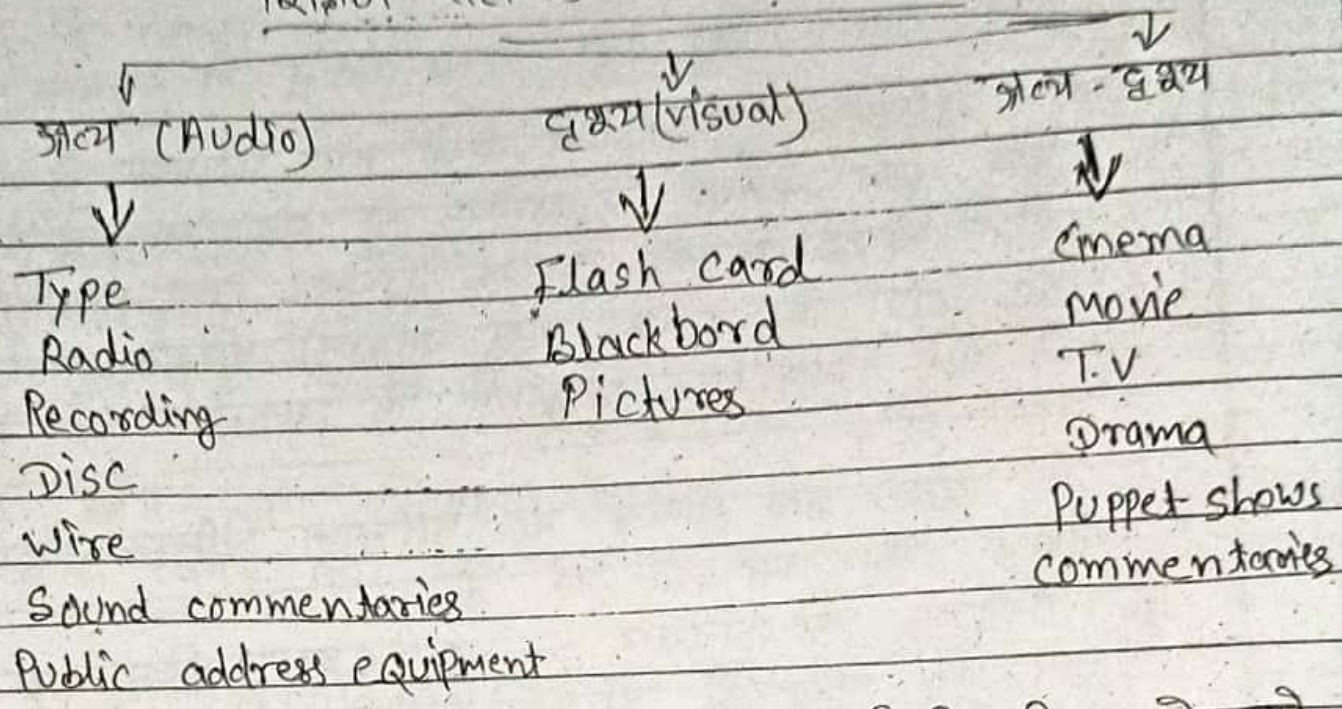 श्रव्य (Audio) दृश्य (visual) श्रव्य - दृश्य
Type Flash card Cinema
Radio Blackbord Movie
Recording Pictures T.V
Disc Drama
Wire Puppet shows
Sound commentaries commentaries
Public address equipment